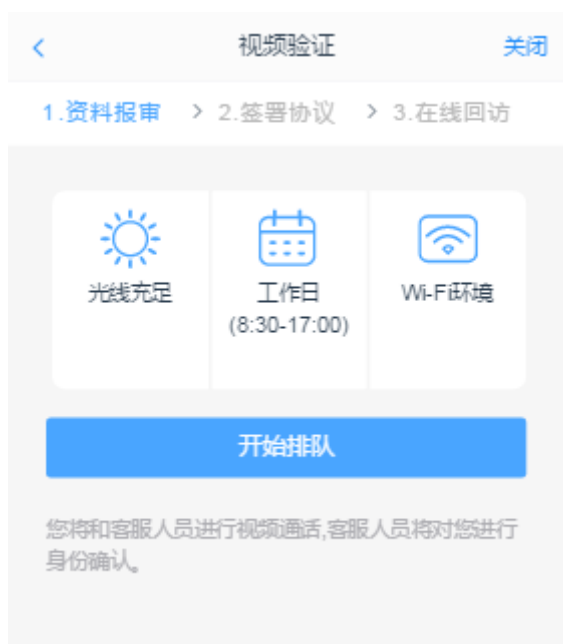 视频验证 关闭
1.资料报审 > 2.签署协议 > 3.在线回访
光线充足 工作日 Wi-Fi环境
(8:30-17:00)
开始排队
您将和客服人员进行视频通话,客服人员将对您进行
身份确认。